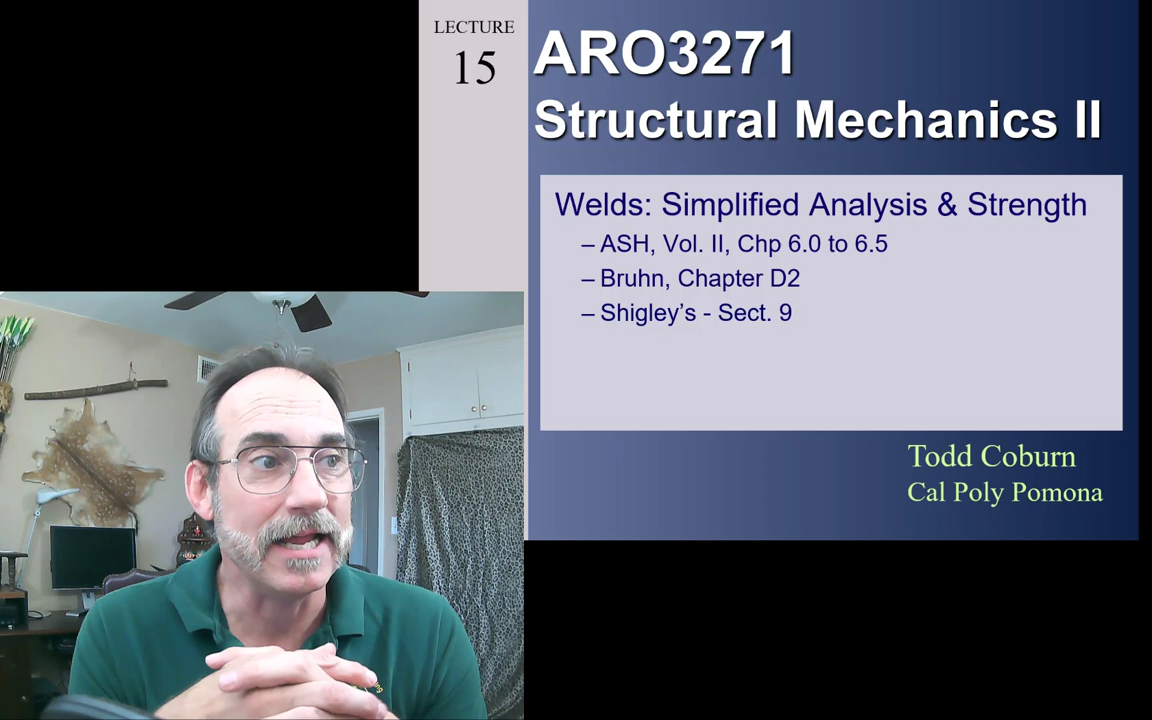 LECTURE
15
ARO3271
Structural Mechanics II
Welds: Simplified Analysis & Strength
– ASH, Vol. II, Chp 6.0 to 6.5
– Bruhn, Chapter D2
– Shigley’s - Sect. 9
Todd Coburn
Cal Poly Pomona